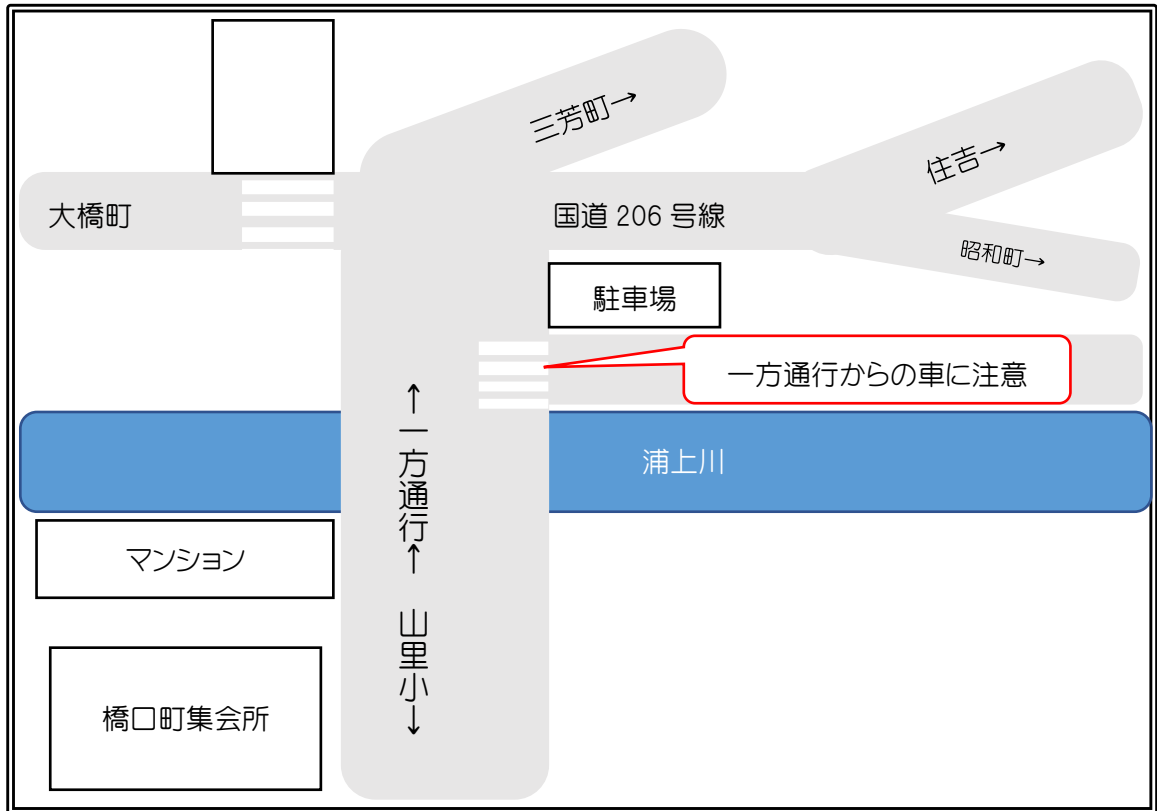 三芳町→
住吉→
大橋町
国道 206 号線
昭和町→
駐車場
一方通行からの車に注意
↑一方通行↑ 山里小↓
浦上川
マンション
橋口町集会所